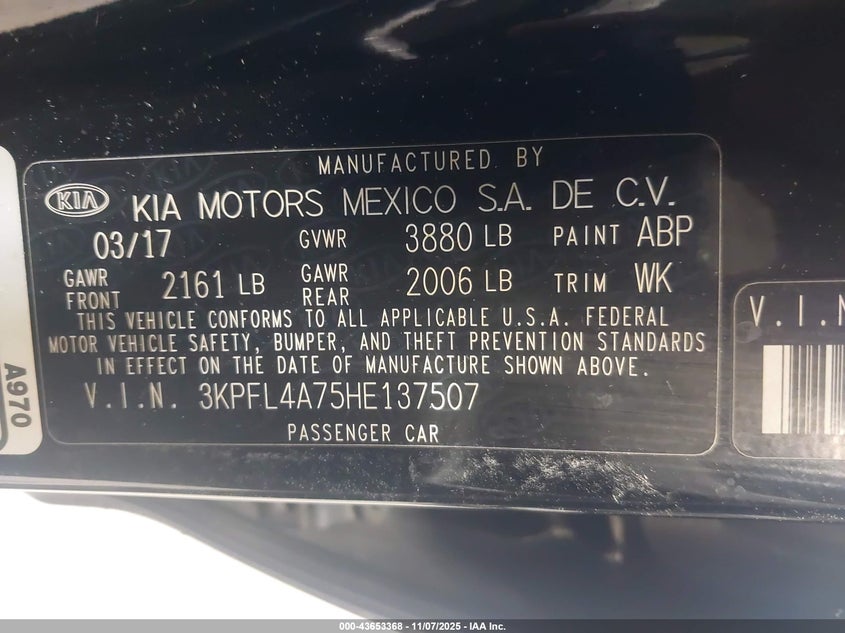 MANUFACTURED BY
KIA KIA MOTORS MEXICO S.A. DE C.V.
03/17 GVWR 3880 LB PAINT ABP
GAWR FRONT 2161 LB GAWR REAR 2006 LB TRIM WK
THIS VEHICLE CONFORMS TO ALL APPLICABLE U.S.A. FEDERAL
MOTOR VEHICLE SAFETY, BUMPER, AND THEFT PREVENTION STANDARDS
IN EFFECT ON THE DATE OF MANUFACTURE SHOWN ABOVE.
V.I.N. 3KPFL4A75HE137507
PASSENGER CAR
A970
V.I.N
000-43653368 - 11/07/2025 - IAA Inc.